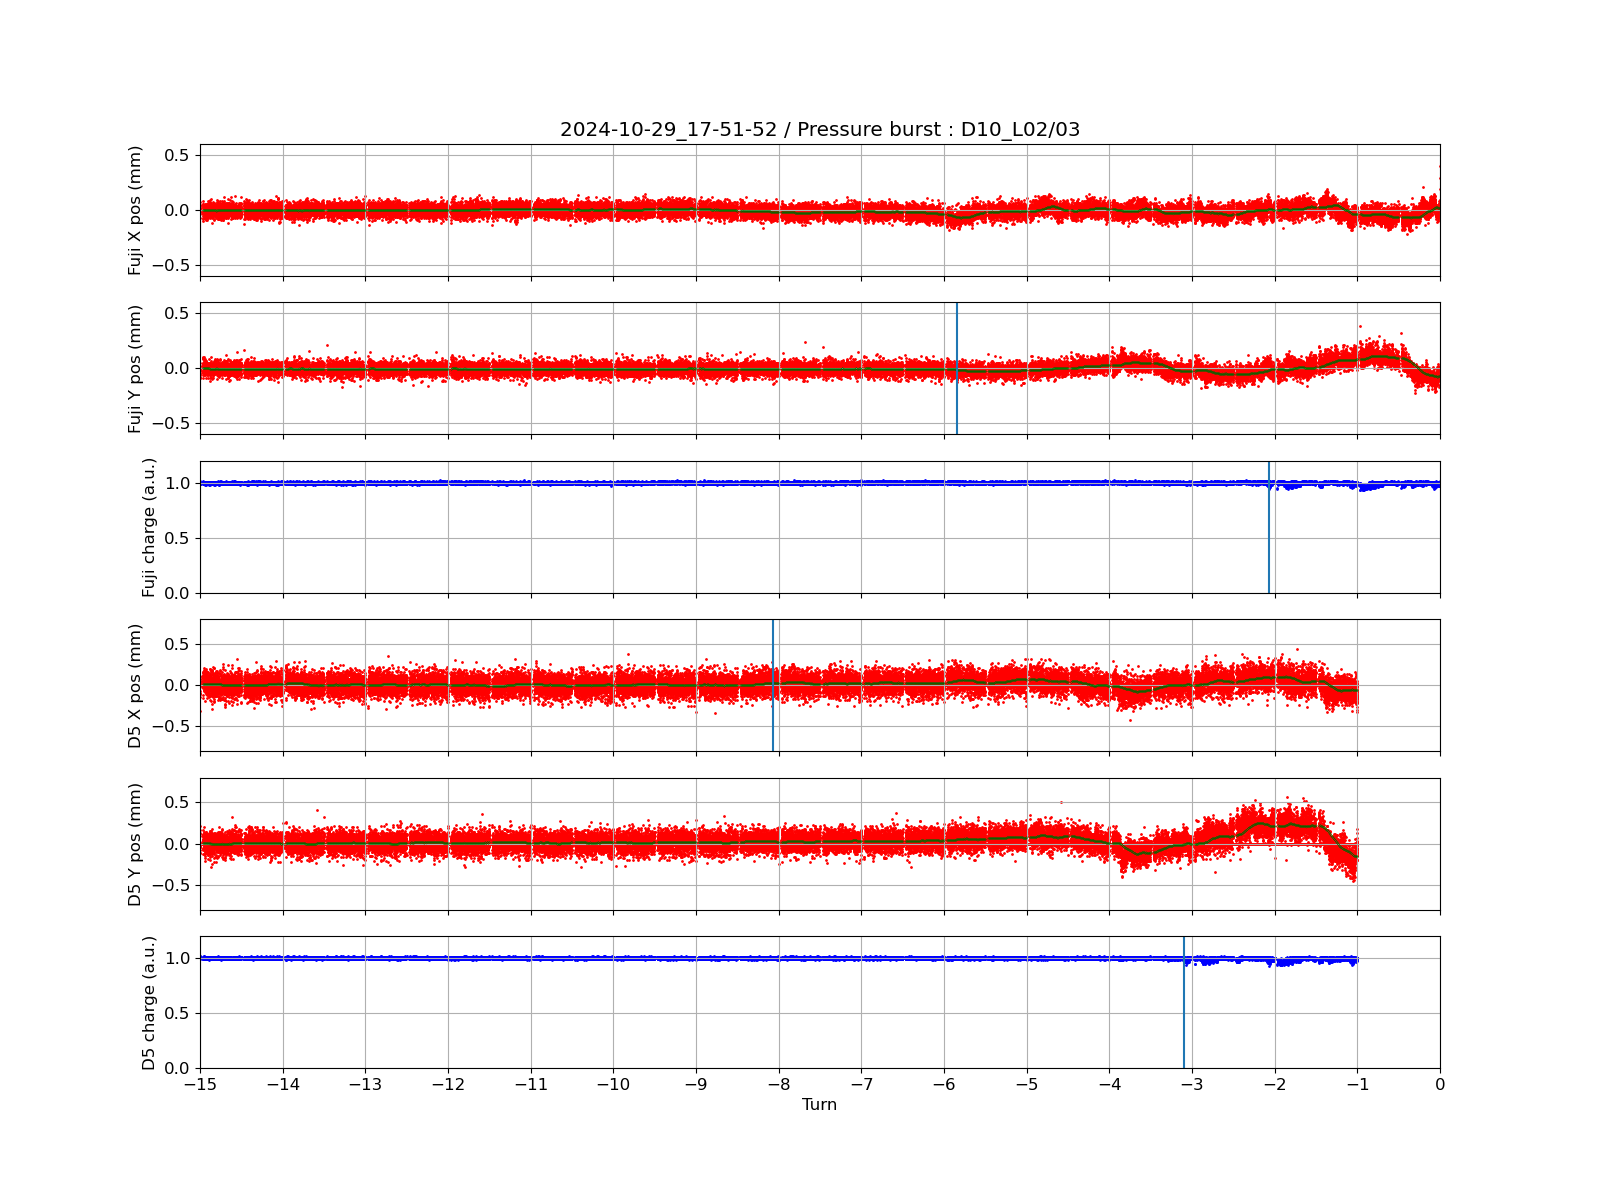 2024-10-29_17-51-52 / Pressure burst : D10_L02/03
Fuji X pos (mm)
0.5
0.0
−0.5
Fuji Y pos (mm)
0.5
0.0
−0.5
Fuji charge (a.u.)
1.0
0.5
0.0
D5 X pos (mm)
0.5
0.0
−0.5
D5 Y pos (mm)
0.5
0.0
−0.5
D5 charge (a.u.)
1.0
0.5
0.0
−15 −14 −13 −12 −11 −10 −9 −8 −7 −6 −5 −4 −3 −2 −1 0
Turn